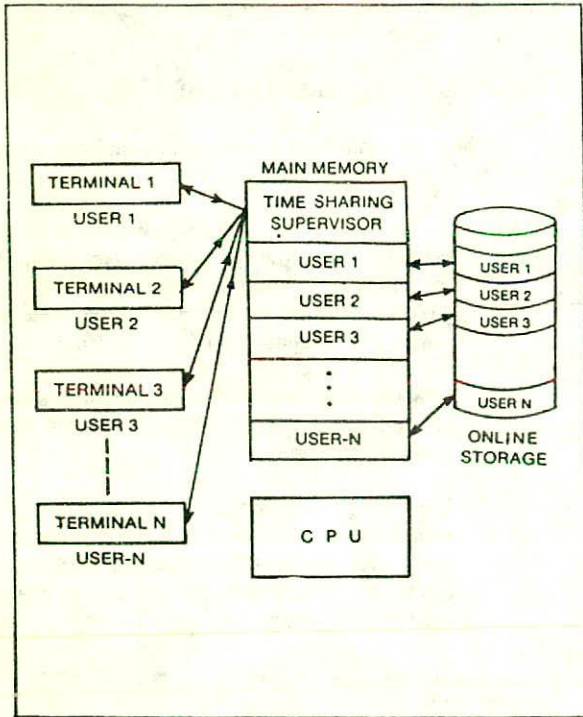 TERMINAL 1
USER 1
TERMINAL 2
USER 2
TERMINAL 3
USER 3
TERMINAL N
USER-N
MAIN MEMORY
TIME SHARING
SUPERVISOR
USER 1
USER 2
USER 3
USER-N
C P U
USER 1
USER 2
USER 3
USER N
ONLINE
STORAGE